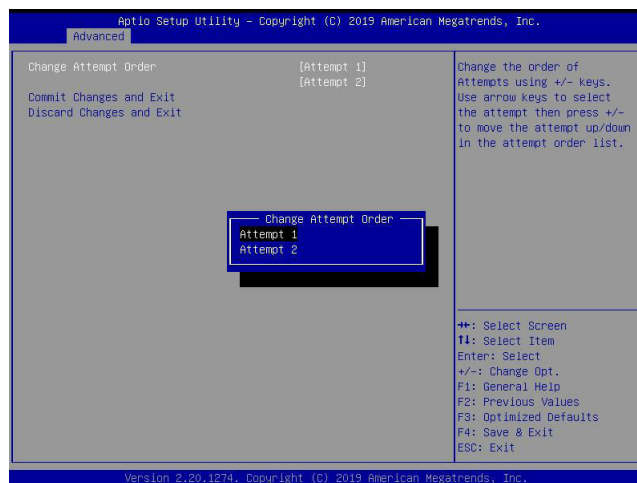 Aptio Setup Utility – Copyright (C) 2019 American Megatrends, Inc.
Advanced
Change Attempt Order [Attempt 1]
[Attempt 2]
Commit Changes and Exit
Discard Changes and Exit
Change the order of
Attempts using +/- keys.
Use arrow keys to select
the attempt then press +/-
to move the attempt up/down
in the attempt order list.
Change Attempt Order
Attempt 1
Attempt 2
→←: Select Screen
↑↓: Select Item
Enter: Select
+/-: Change Opt.
F1: General Help
F2: Previous Values
F3: Optimized Defaults
F4: Save & Exit
ESC: Exit
Version 2.20.1274. Copyright (C) 2019 American Megatrends, Inc.